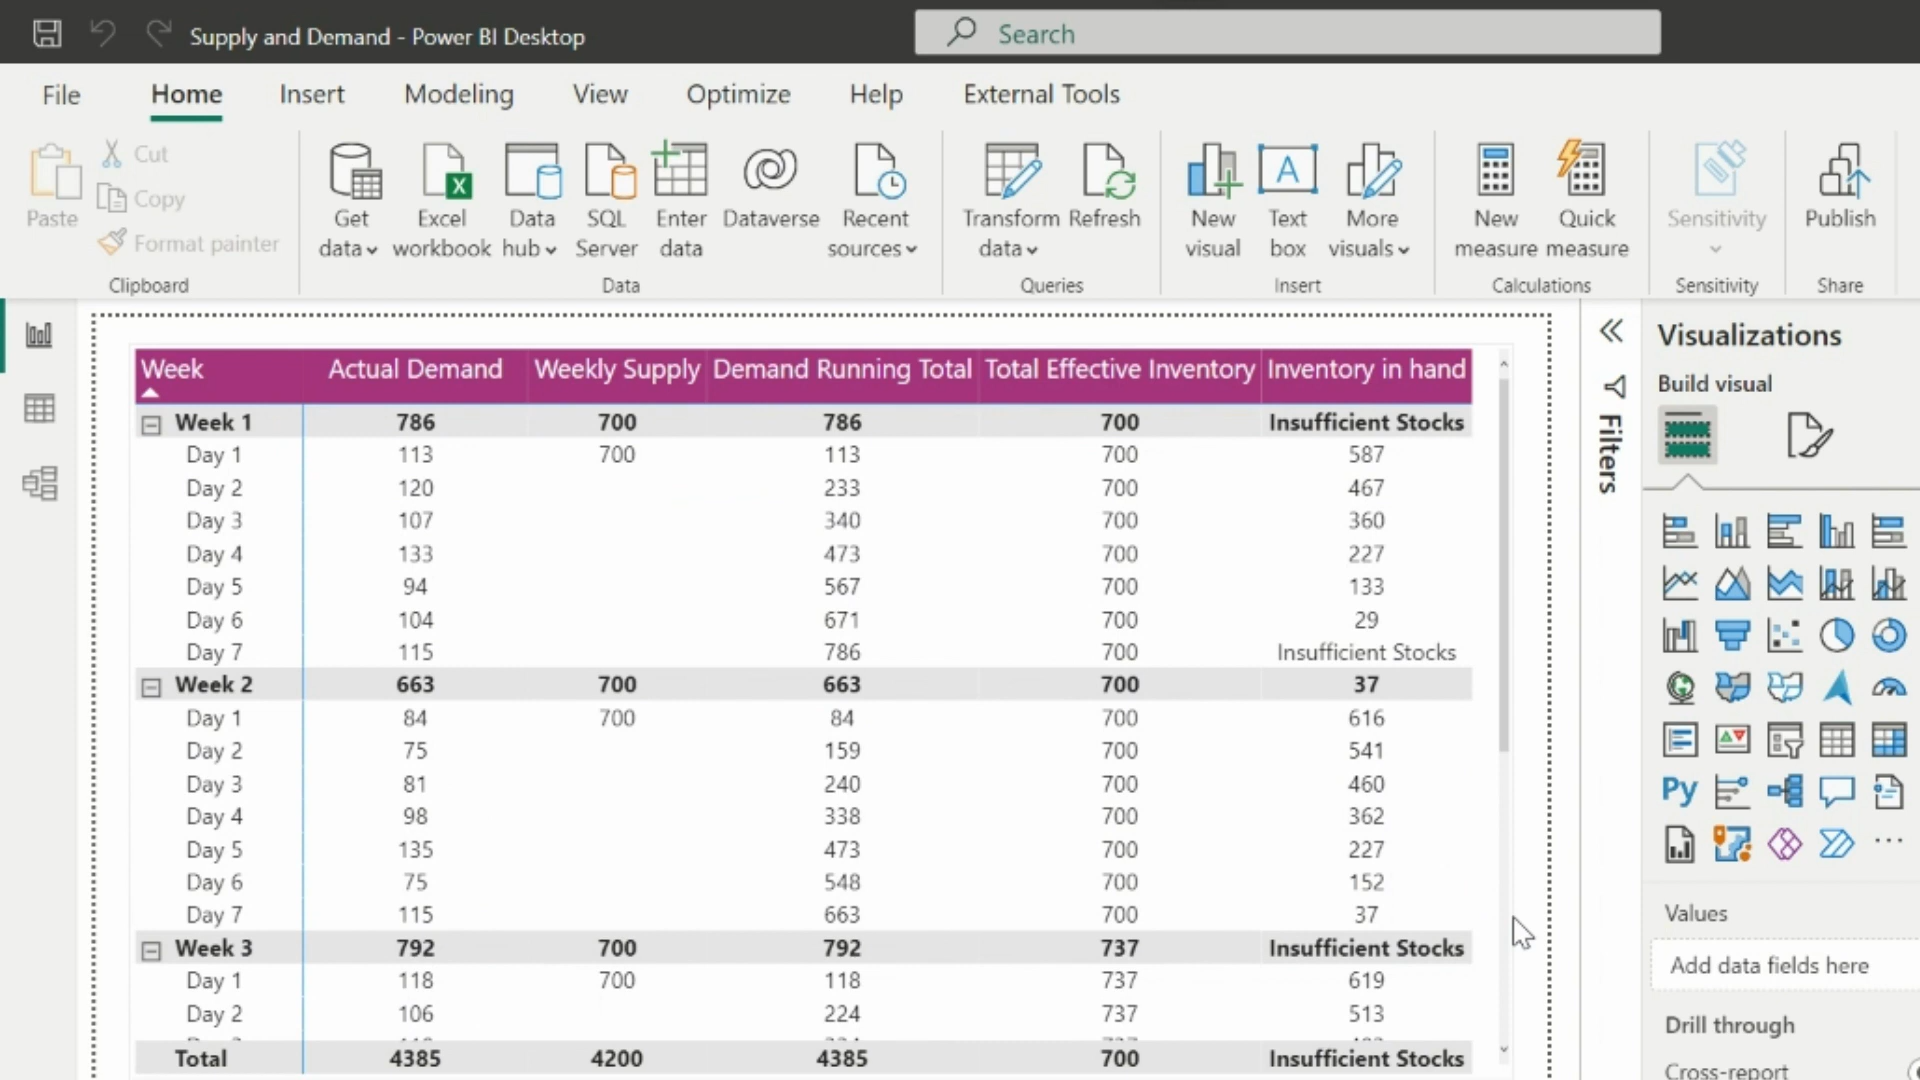 Supply and Demand - Power BI Desktop
Search
File Home Insert Modeling View Optimize Help External Tools
Paste
Cut
Copy
Format painter
Clipboard
Get data
Excel workbook
Data hub
SQL Server
Enter data
Dataverse
Recent sources
Data
Transform data
Refresh
Queries
New visual
A
Text box
More visuals
Insert
New measure
Quick measure
Calculations
Sensitivity
Sensitivity
Publish
Share
Week Actual Demand Weekly Supply Demand Running Total Total Effective Inventory Inventory in hand
Week 1 786 700 786 700 Insufficient Stocks
Day 1 113 700 113 700 587
Day 2 120 233 700 467
Day 3 107 340 700 360
Day 4 133 473 700 227
Day 5 94 567 700 133
Day 6 104 671 700 29
Day 7 115 786 700 Insufficient Stocks
Week 2 663 700 663 700 37
Day 1 84 700 84 700 616
Day 2 75 159 700 541
Day 3 81 240 700 460
Day 4 98 338 700 362
Day 5 135 473 700 227
Day 6 75 548 700 152
Day 7 115 663 700 37
Week 3 792 700 792 737 Insufficient Stocks
Day 1 118 700 118 737 619
Day 2 106 224 737 513
Total 4385 4200 4385 700 Insufficient Stocks
Filters
Visualizations
Build visual
Py
Values
Add data fields here
Drill through
Cross-report